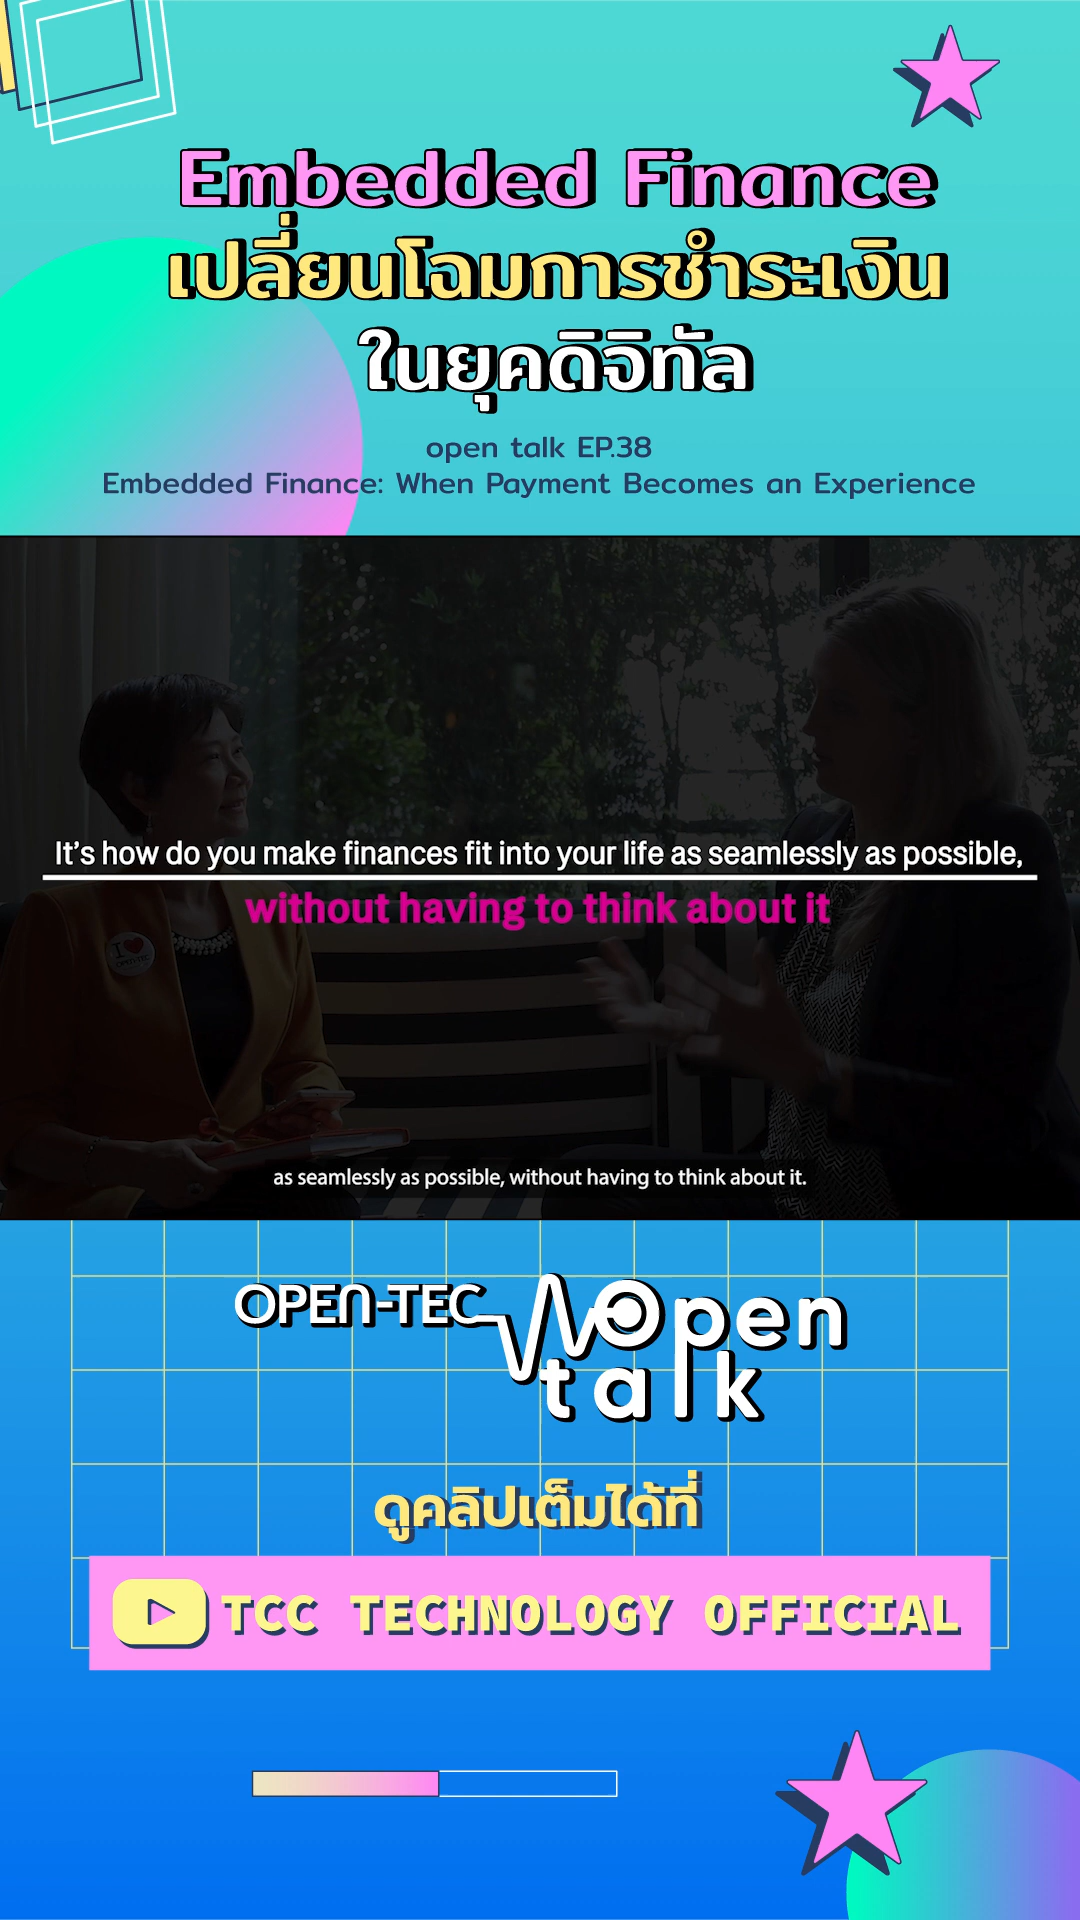 Embedded Finance
เปลี่ยนโฉมการชำระเงิน
ในยุคดิจิทัล
open talk EP.38
Embedded Finance: When Payment Becomes an Experience
It's how do you make finances fit into your life as seamlessly as possible,
without having to think about it
I ❤ OPEN-TEC
as seamlessly as possible, without having to think about it.
OPEN-TEC
Open
talk
ดูคลิปเต็มได้ที่
TCC TECHNOLOGY OFFICIAL